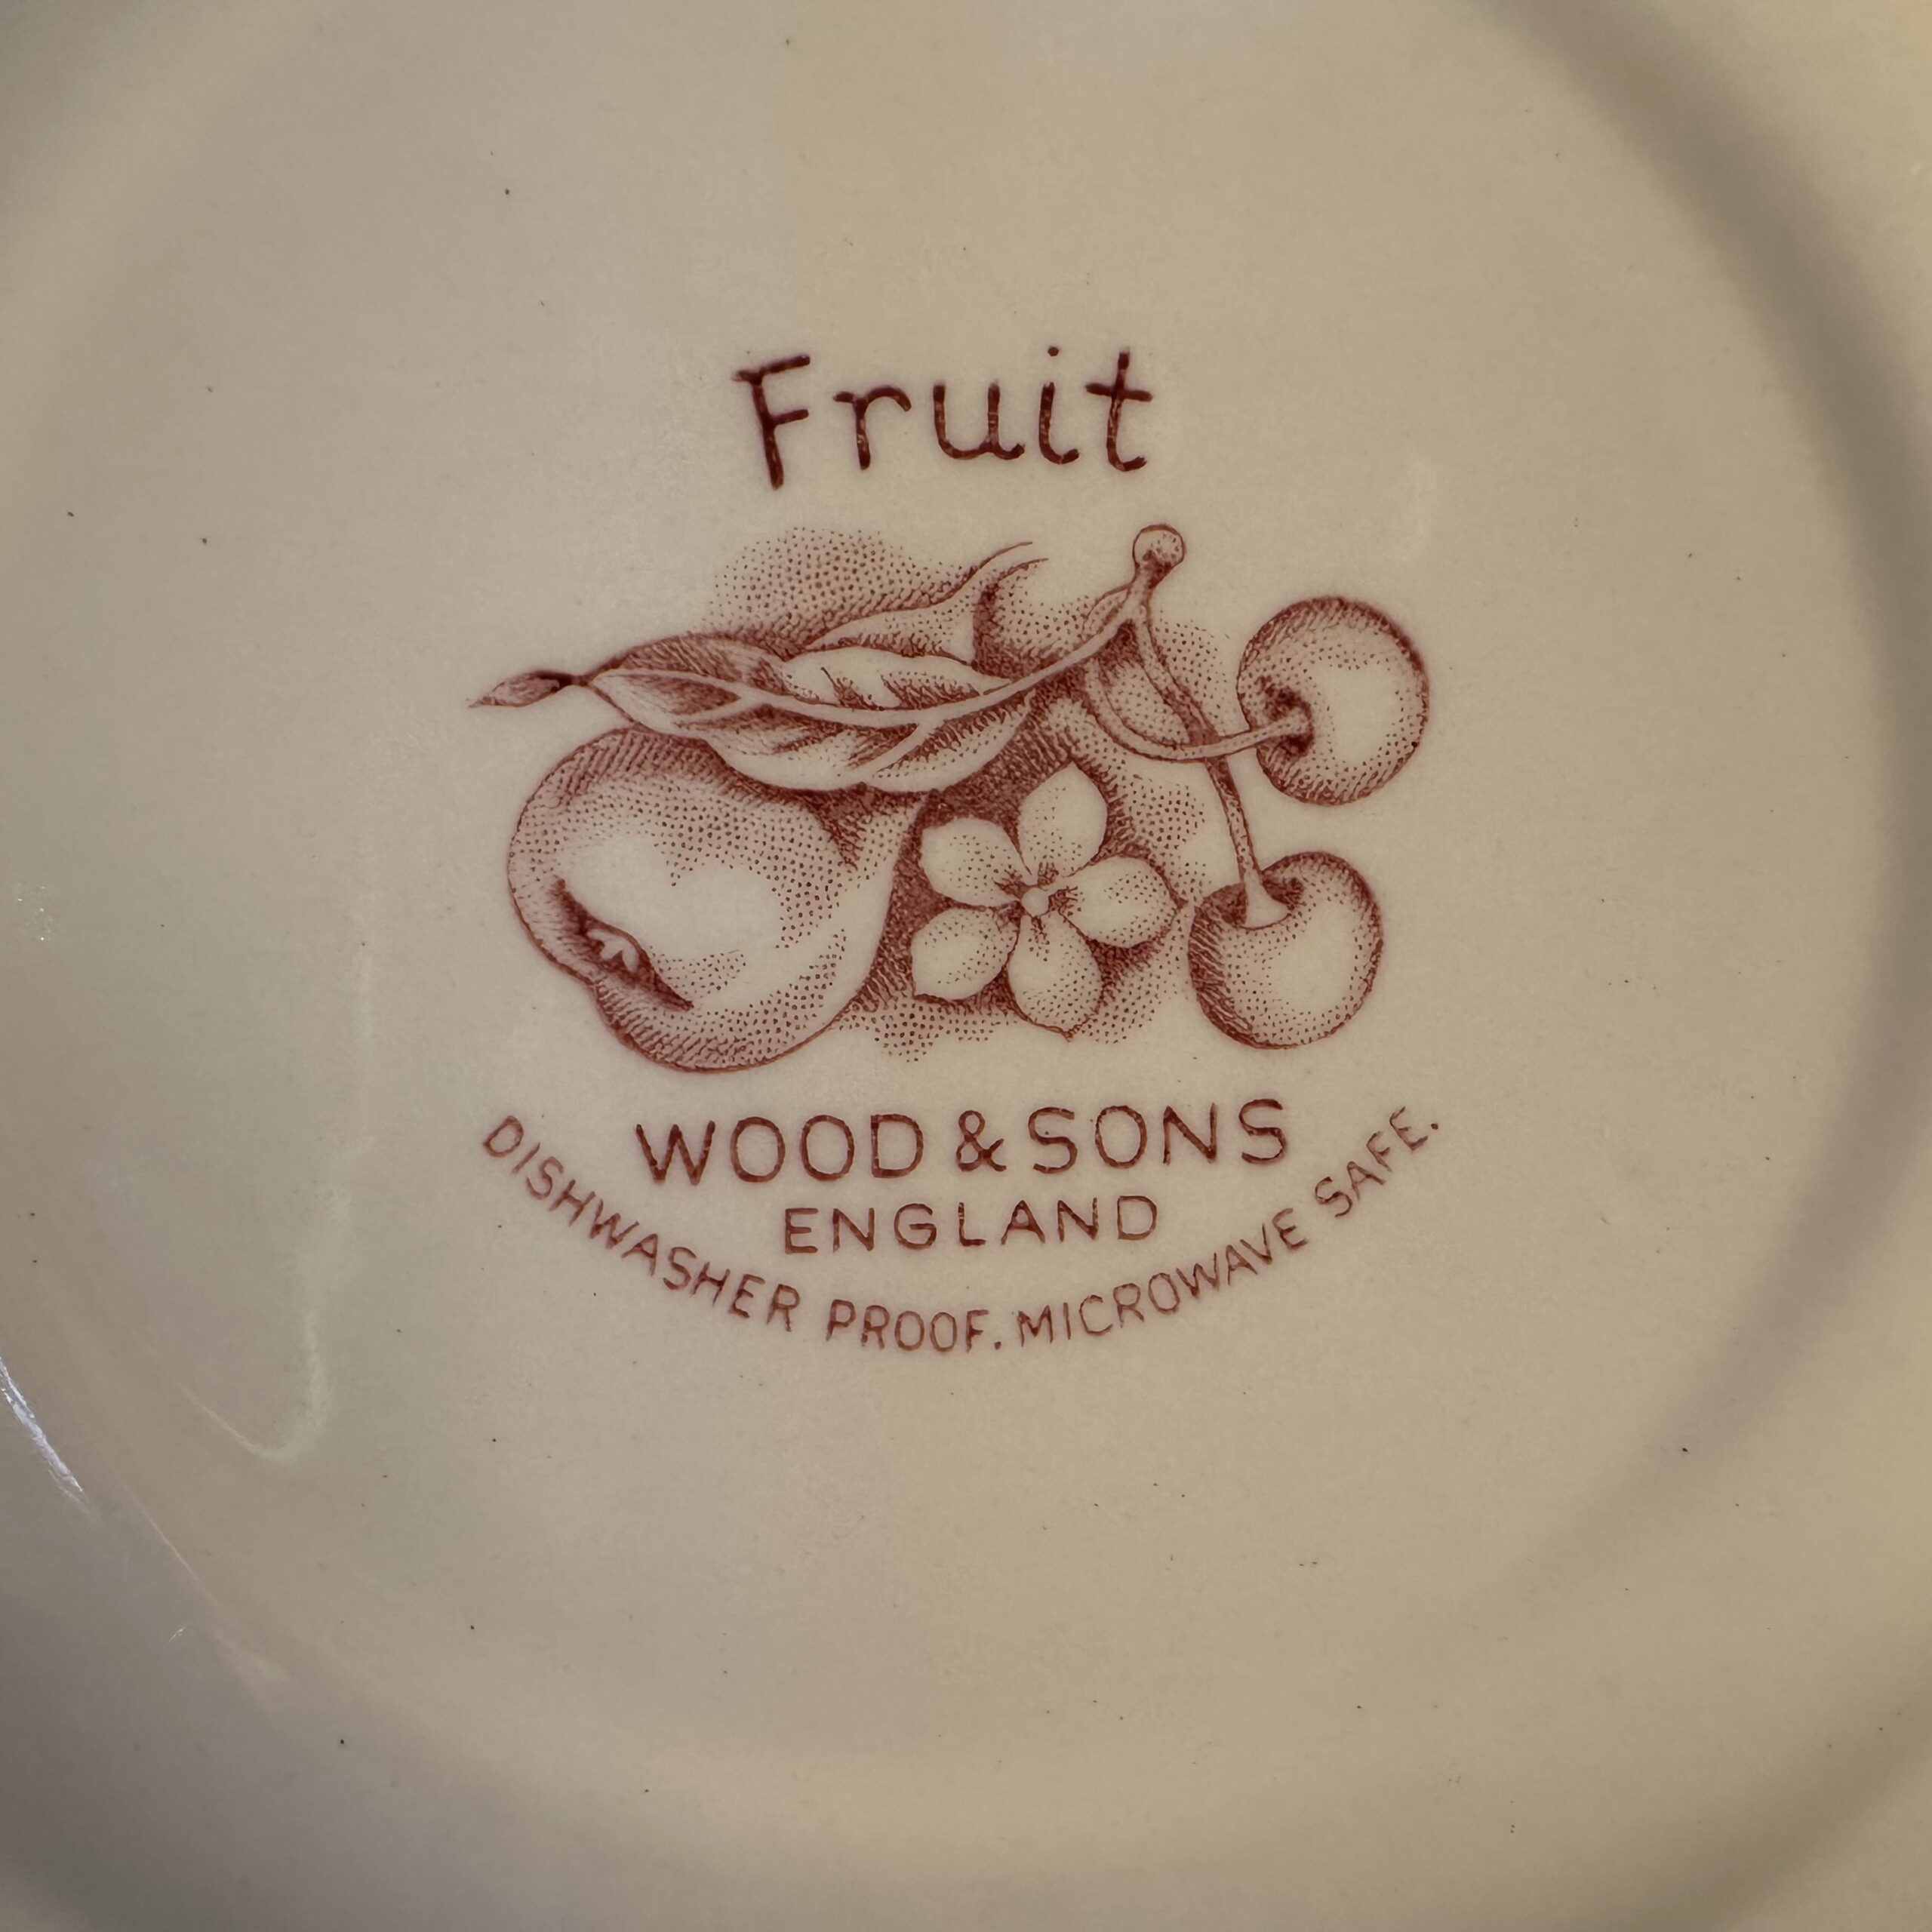 Fruit
WOOD & SONS
ENGLAND
DISHWASHER PROOF. MICROWAVE SAFE.